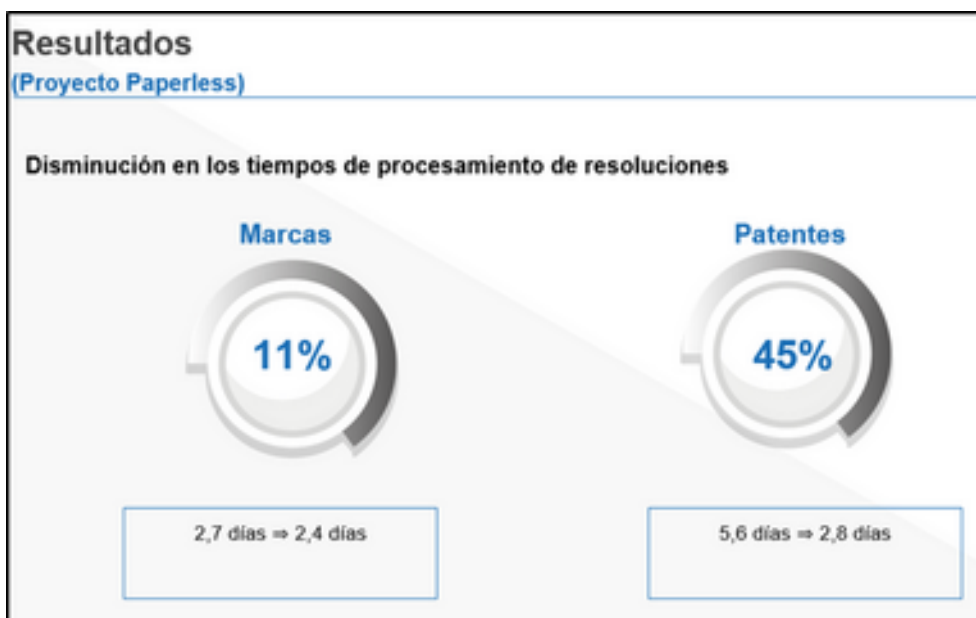 Resultados
(Proyecto Paperless)
Disminución en los tiempos de procesamiento de resoluciones
Marcas
Patentes
11%
45%
2,7 días ⇒ 2,4 días
5,6 días ⇒ 2,8 días